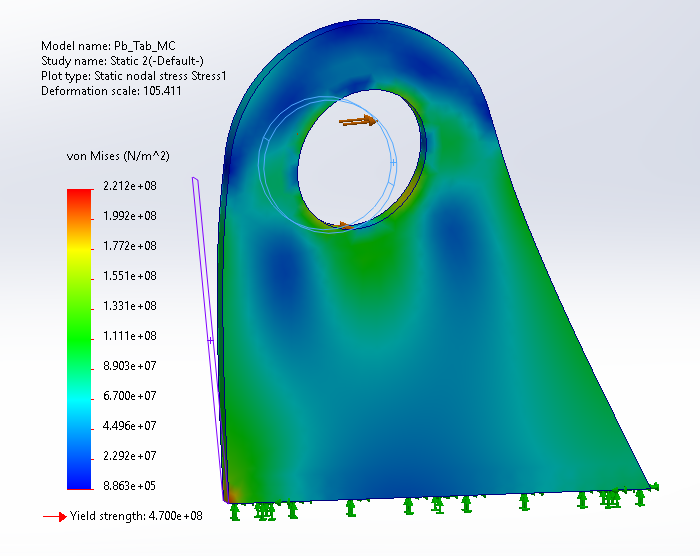 Model name: Pb_Tab_MC
Study name: Static 2(-Default-)
Plot type: Static nodal stress Stress1
Deformation scale: 105.411
von Mises (N/m^2)
2.212e+08
1.992e+08
1.772e+08
1.551e+08
1.331e+08
1.111e+08
8.903e+07
6.700e+07
4.496e+07
2.292e+07
8.863e+05
Yield strength: 4.700e+08